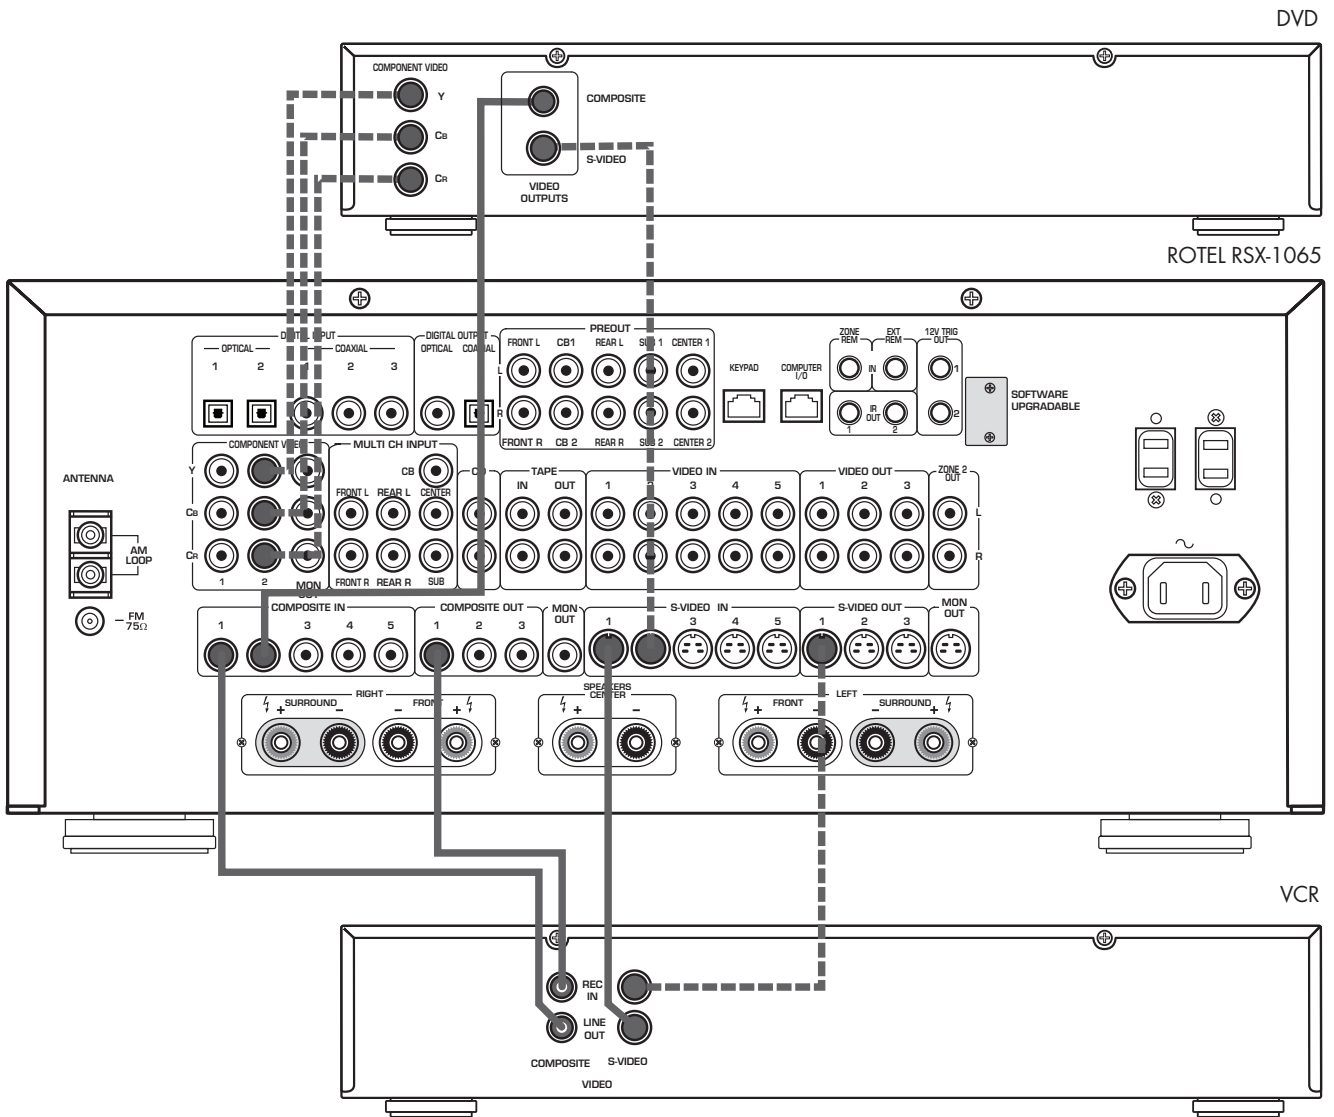 DVD
COMPONENT VIDEO
Y
CB
CR
COMPOSITE
S-VIDEO
VIDEO
OUTPUTS
ROTEL RSX-1065
DIGITAL INPUT
OPTICAL
COAXIAL
1 2 1 2 3
DIGITAL OUTPUT
OPTICAL COAXIAL
PREOUT
FRONT L CB1 REAR L SUB 1 CENTER 1
L
R
FRONT R CB 2 REAR R SUB 2 CENTER 2
KEYPAD
COMPUTER
I/O
ZONE
REM
EXT
REM
IN
IR
OUT
1 2
12V TRIG
OUT
1
2
SOFTWARE
UPGRADABLE
ANTENNA
AM
LOOP
FM
75Ω
COMPONENT VIDEO
Y
CB
CR
1 2 MON
OUT
MULTI CH INPUT
CB
FRONT L REAR L CENTER
FRONT R REAR R SUB
CD
TAPE
IN OUT
VIDEO IN
1 2 3 4 5
VIDEO OUT
1 2 3
ZONE 2
OUT
L
R
COMPOSITE IN
1 3 4 5
COMPOSITE OUT
1 2 3
MON
OUT
S-VIDEO IN
1 3 4 5
S-VIDEO OUT
1 2 3
MON
OUT
RIGHT
SURROUND FRONT
+ – – +
SPEAKERS
CENTER
+ –
LEFT
FRONT SURROUND
+ – – +
VCR
REC
IN
LINE
OUT
COMPOSITE S-VIDEO
VIDEO